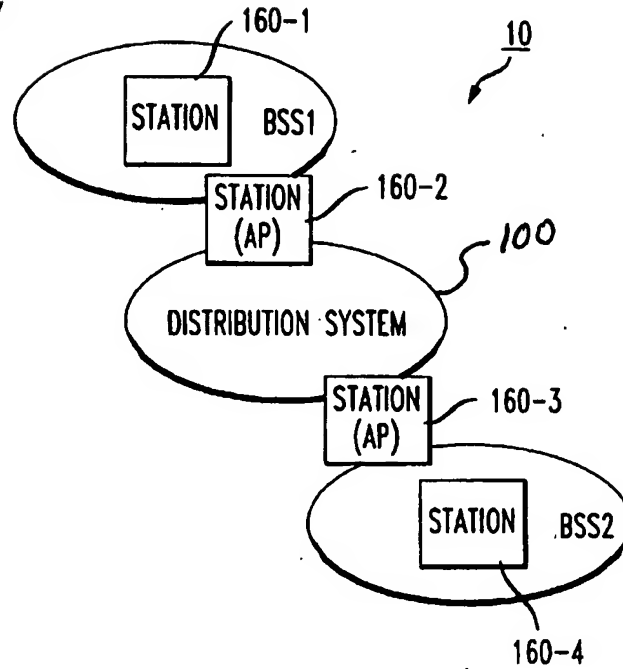 160-1
10
STATION
BSS1
STATION
(AP)
160-2
100
DISTRIBUTION SYSTEM
STATION
(AP)
160-3
STATION
BSS2
160-4